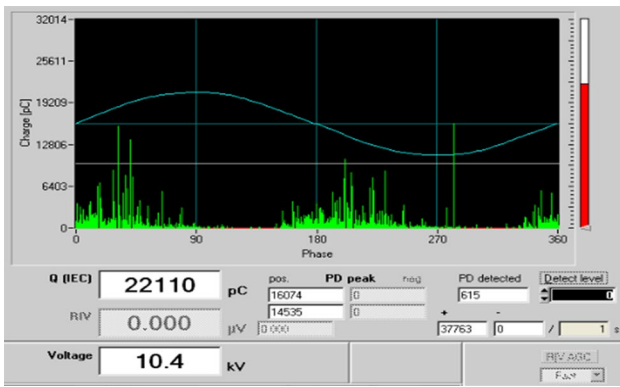 32014
25611
19209
12806
6403
0
Charge [pC]
0 90 180 270 360
Phase
Q (IEC) 22110 pC
pos. PD peak neg
16074 0
14535 0
PD detected
615
Detect level
0
RIV 0.000 µV 0.000
+ -
37763 0 / 1 s
Voltage 10.4 kV
RIV AGC